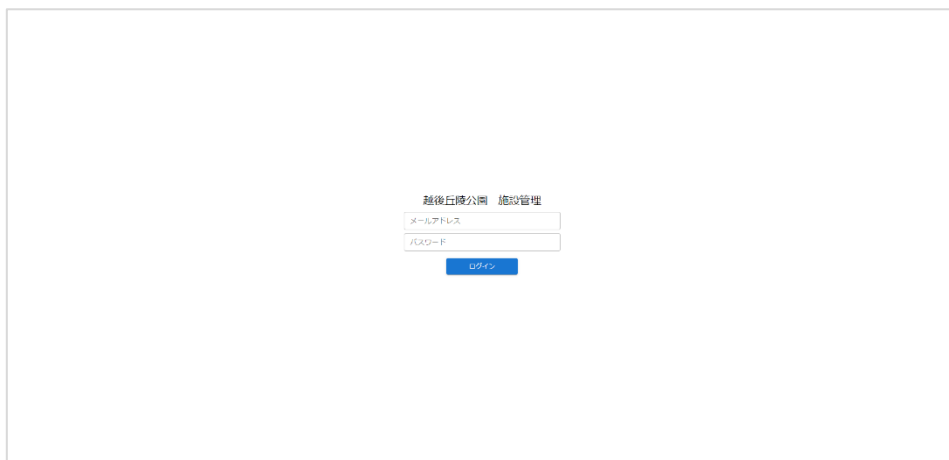 越後丘陵公園　施設管理
メールアドレス
パスワード
ログイン